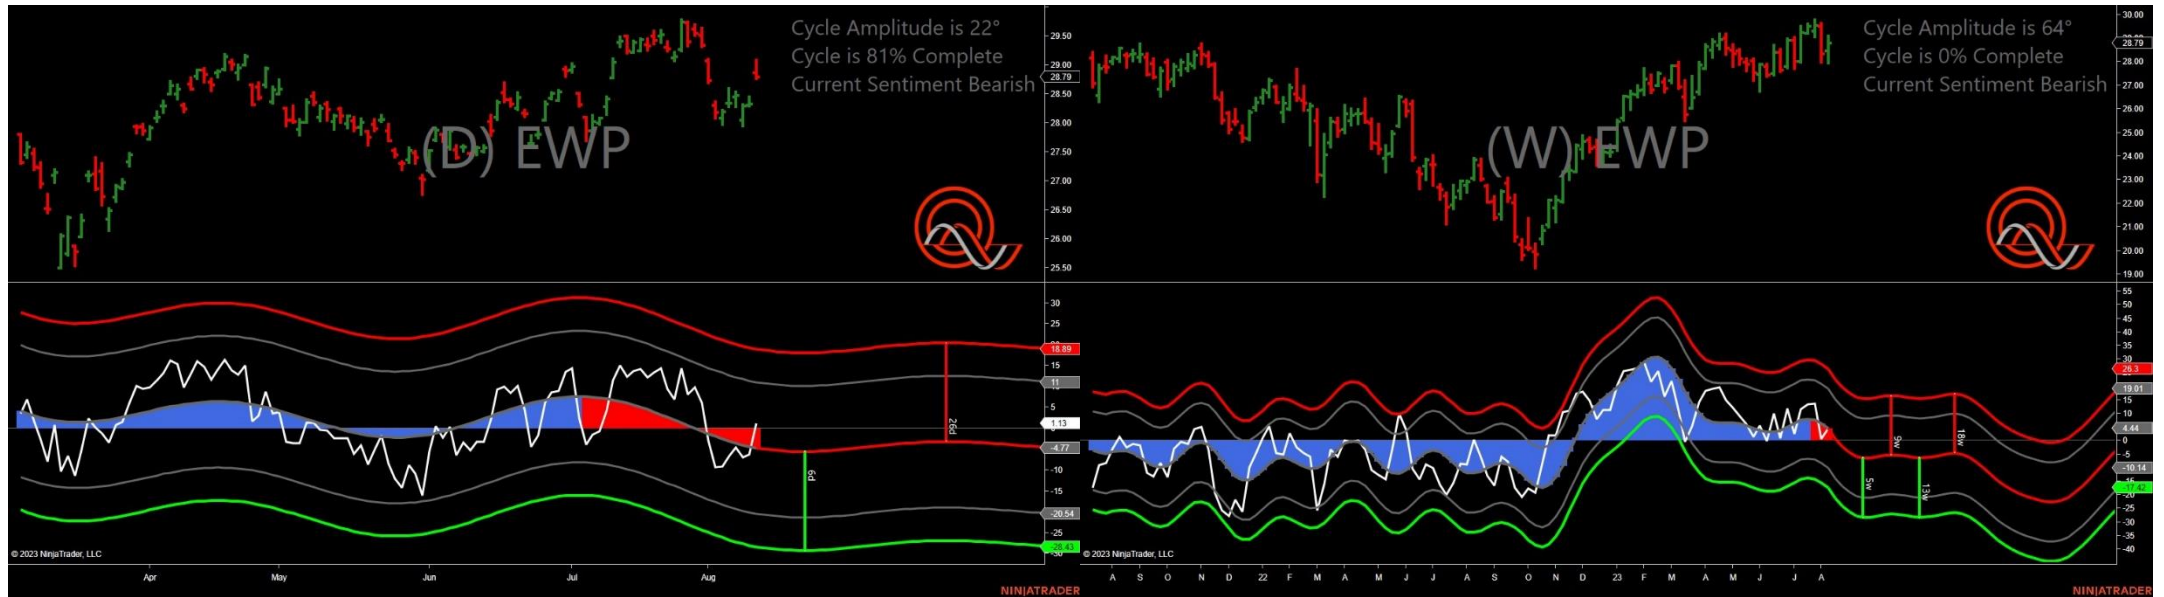 Cycle Amplitude is 22°
Cycle is 81% Complete
Current Sentiment Bearish
(D) EWP
29.50
29.00
28.79
28.50
28.00
27.50
27.00
26.50
26.00
25.50
30
25
18.89
15
11
5
1.13
-4.77
-10
-15
-20.54
-28.43
26d
6d
© 2023 NinjaTrader, LLC
Apr May Jun Jul Aug
NINJATRADER
Cycle Amplitude is 64°
Cycle is 0% Complete
Current Sentiment Bearish
(W) EWP
30.00
28.79
28.00
27.00
26.00
25.00
24.00
23.00
22.00
21.00
20.00
19.00
55
50
45
40
35
30
26.3
19.01
15
10
4.44
0
-5
-10.14
-17.42
-25
-30
-35
-40
9w
18w
5w
13w
© 2023 NinjaTrader, LLC
A S O N D 22 F M A M J J A S O N D 23 F M A M J J A
NINJATRADER